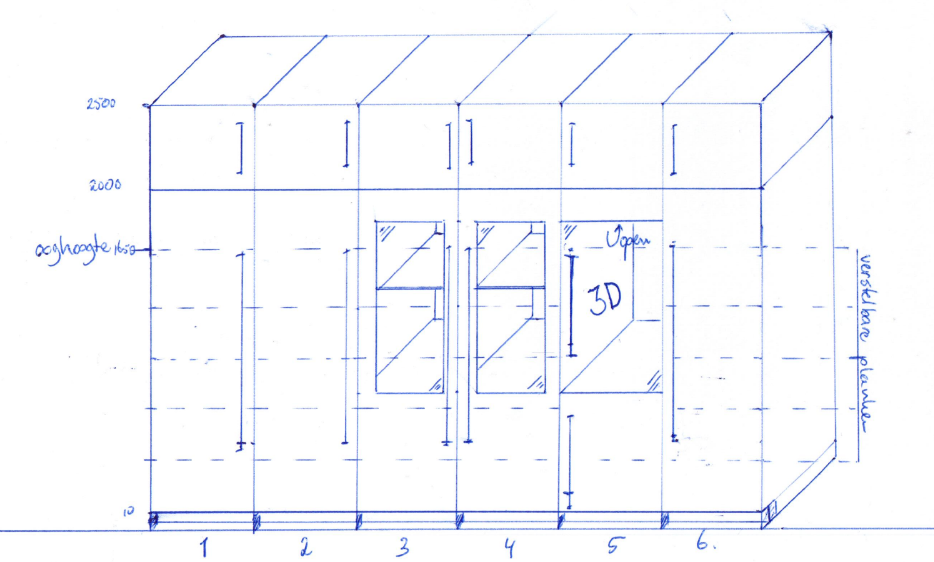 2500
2000
ooghoogte 1650
open
3D
verstelbare planken
10
1 2 3 4 5 6.